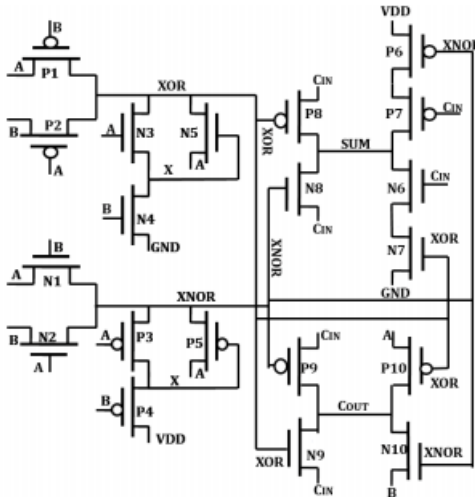 B
A
P1
P2
B
A
XOR
A
N3
N5
X
A
B
N4
GND
B
A
N1
N2
B
A
XNOR
A
P3
P5
X
A
B
P4
VDD
CIN
P8
XOR
SUM
N8
XNOR
CIN
VDD
P6
XNOR
P7
CIN
N6
CIN
N7
XOR
GND
CIN
P9
COUT
XOR
N9
CIN
A
P10
XOR
N10
XNOR
B